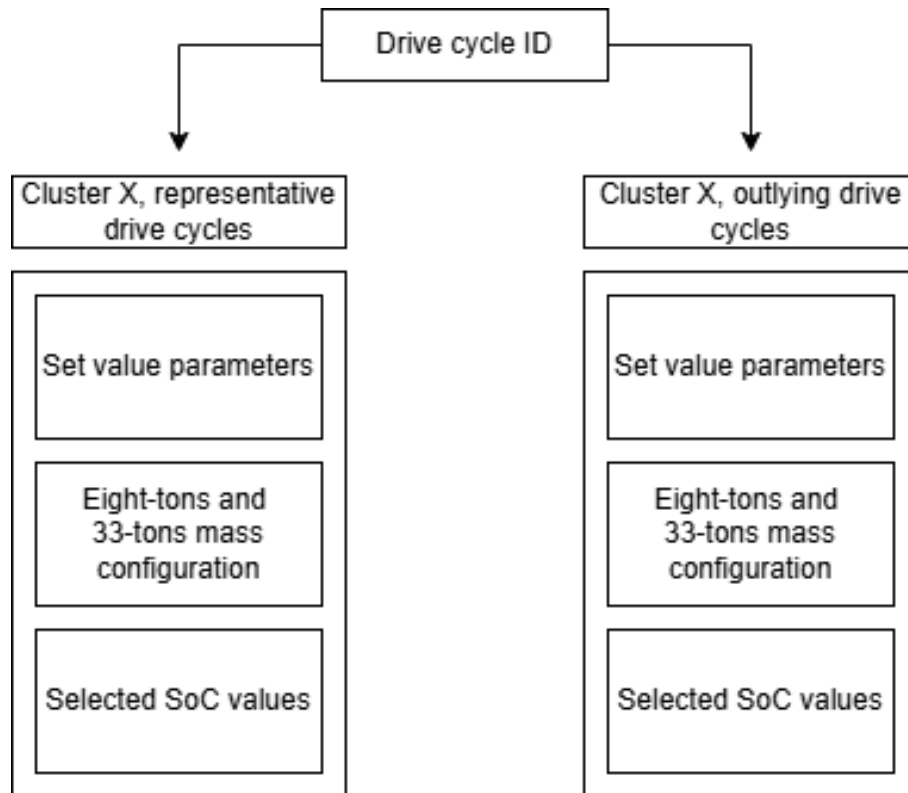 Drive cycle ID
Cluster X, representative
drive cycles
Set value parameters
Eight-tons and
33-tons mass
configuration
Selected SoC values
Cluster X, outlying drive
cycles
Set value parameters
Eight-tons and
33-tons mass
configuration
Selected SoC values